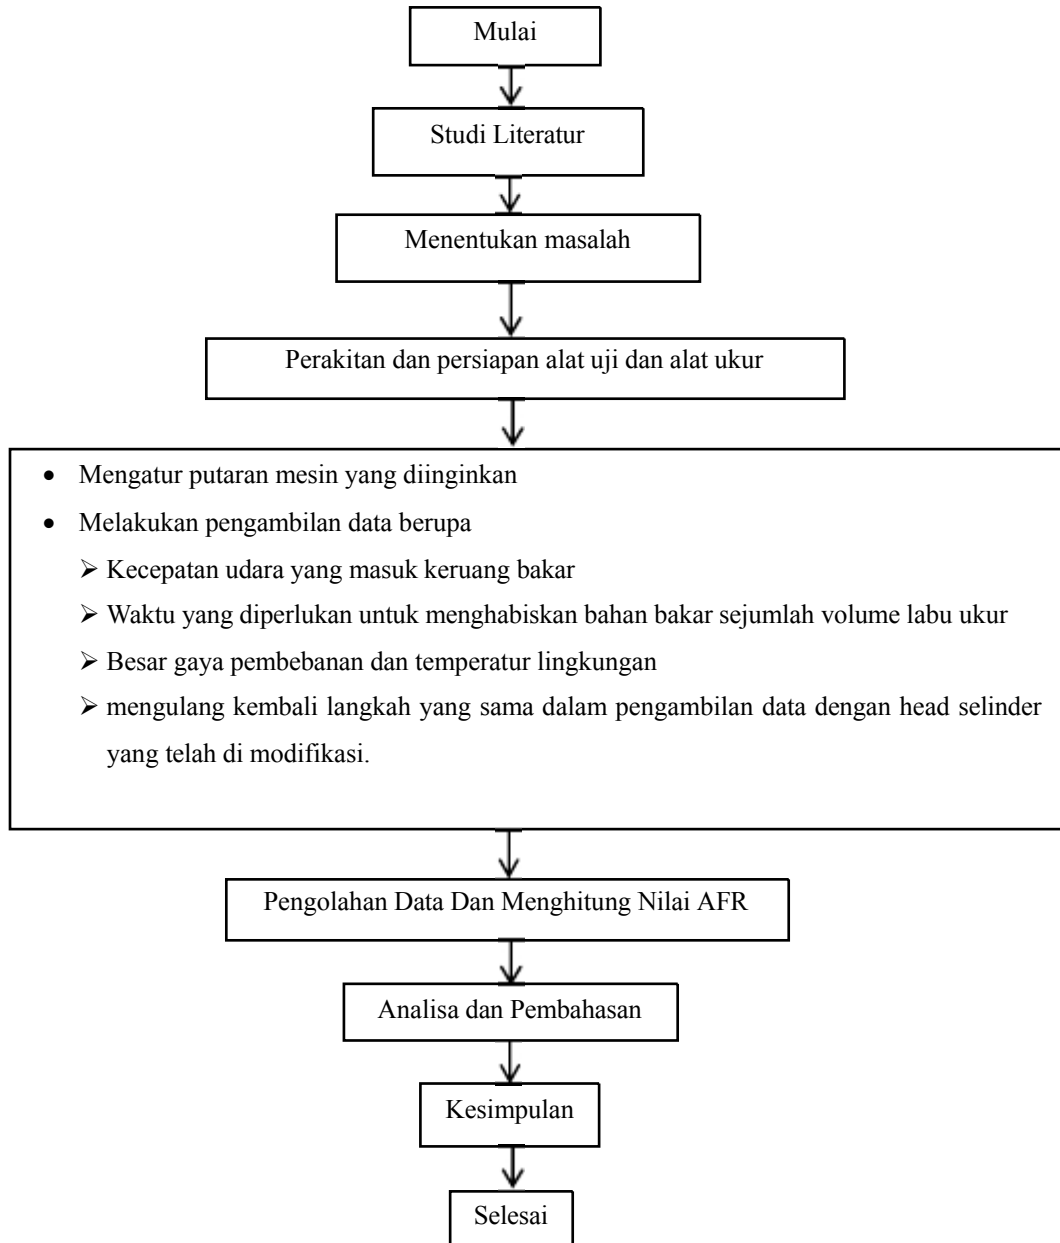 Mulai
Studi Literatur
Menentukan masalah
Perakitan dan persiapan alat uji dan alat ukur
• Mengatur putaran mesin yang diinginkan
• Melakukan pengambilan data berupa
➢ Kecepatan udara yang masuk keruang bakar
➢ Waktu yang diperlukan untuk menghabiskan bahan bakar sejumlah volume labu ukur
➢ Besar gaya pembebanan dan temperatur lingkungan
➢ mengulang kembali langkah yang sama dalam pengambilan data dengan head selinder
yang telah di modifikasi.
Pengolahan Data Dan Menghitung Nilai AFR
Analisa dan Pembahasan
Kesimpulan
Selesai